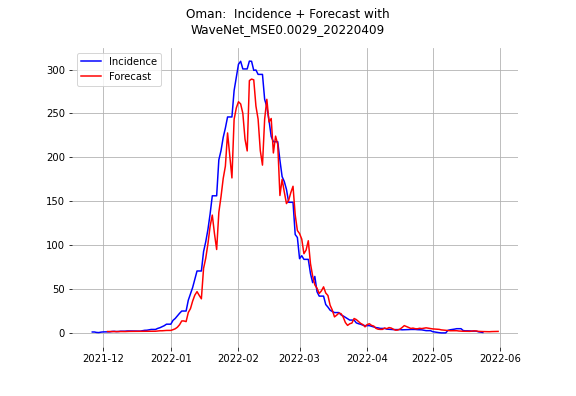 Oman:  Incidence + Forecast with
WaveNet_MSE0.0029_20220409
Incidence
Forecast
300
250
200
150
100
50
0
2021-12 2022-01 2022-02 2022-03 2022-04 2022-05 2022-06